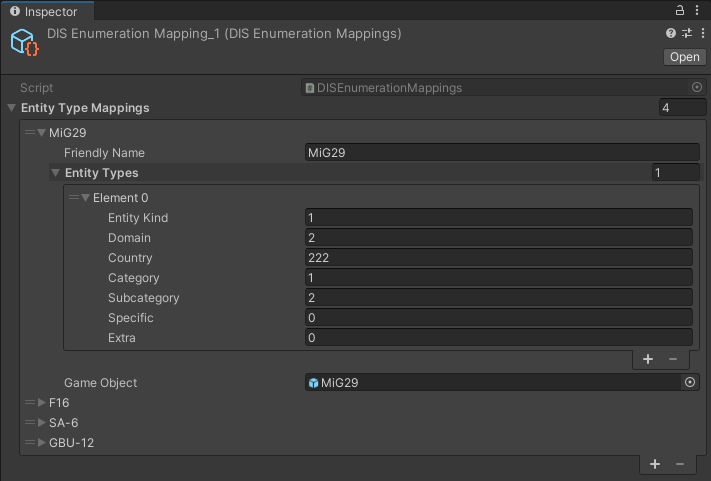 Inspector
DIS Enumeration Mapping_1 (DIS Enumeration Mappings)
Open
Script DISEnumerationMappings
Entity Type Mappings 4
MiG29
Friendly Name MiG29
Entity Types 1
Element 0
Entity Kind 1
Domain 2
Country 222
Category 1
Subcategory 2
Specific 0
Extra 0
Game Object MiG29
F16
SA-6
GBU-12